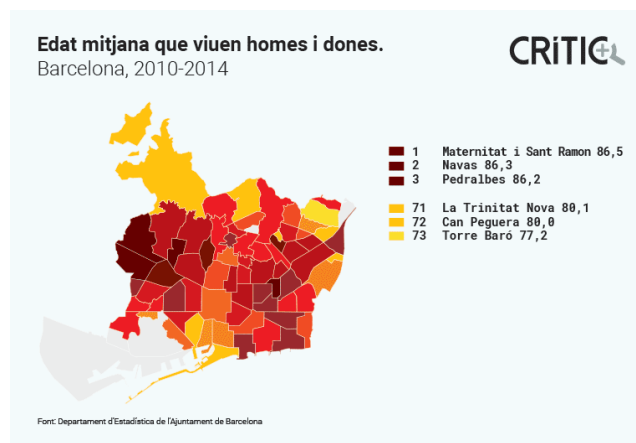 Edat mitjana que viuen homes i dones.
Barcelona, 2010-2014
CRÍTIC
1 Maternitat i Sant Ramon 86,5
2 Navas 86,3
3 Pedralbes 86,2
71 La Trinitat Nova 80,1
72 Can Peguera 80,0
73 Torre Baró 77,2
Font: Departament d'Estadística de l'Ajuntament de Barcelona